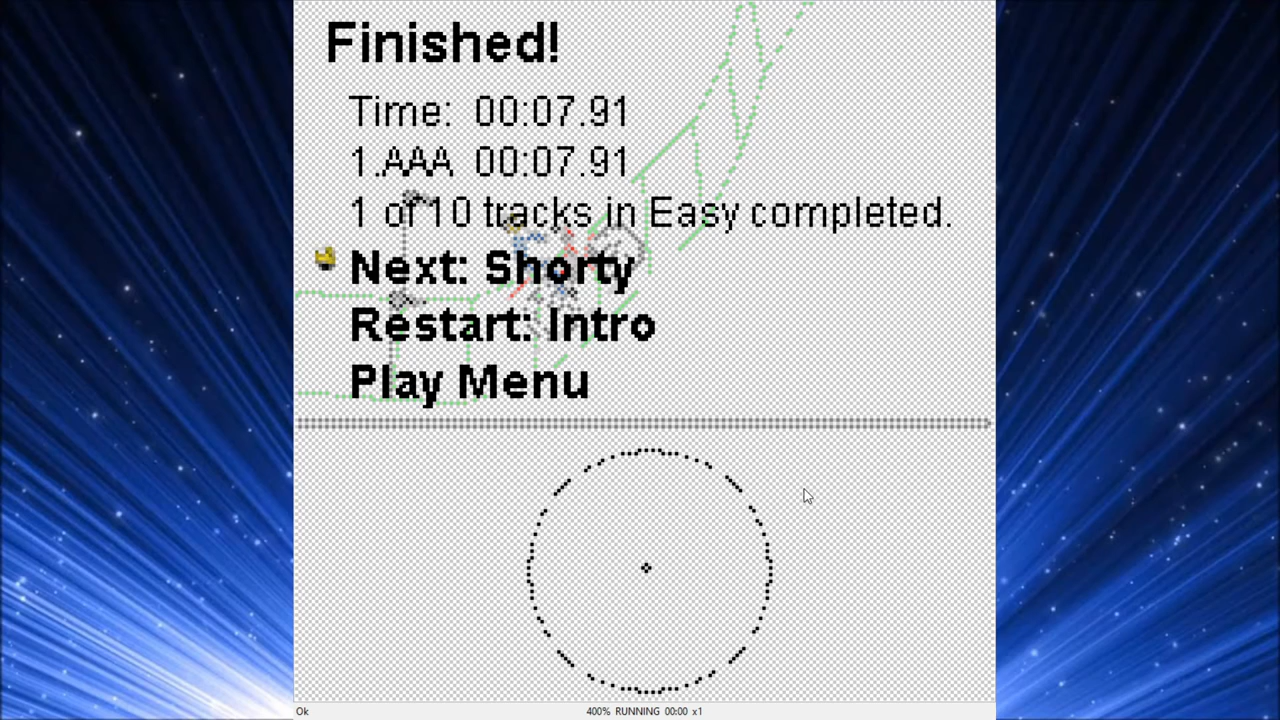 Finished!
Time: 00:07.91
1.AAA 00:07.91
1 of 10 tracks in Easy completed.
Next: Shorty
Restart: Intro
Play Menu
Ok 400% RUNNING 00:00 x1